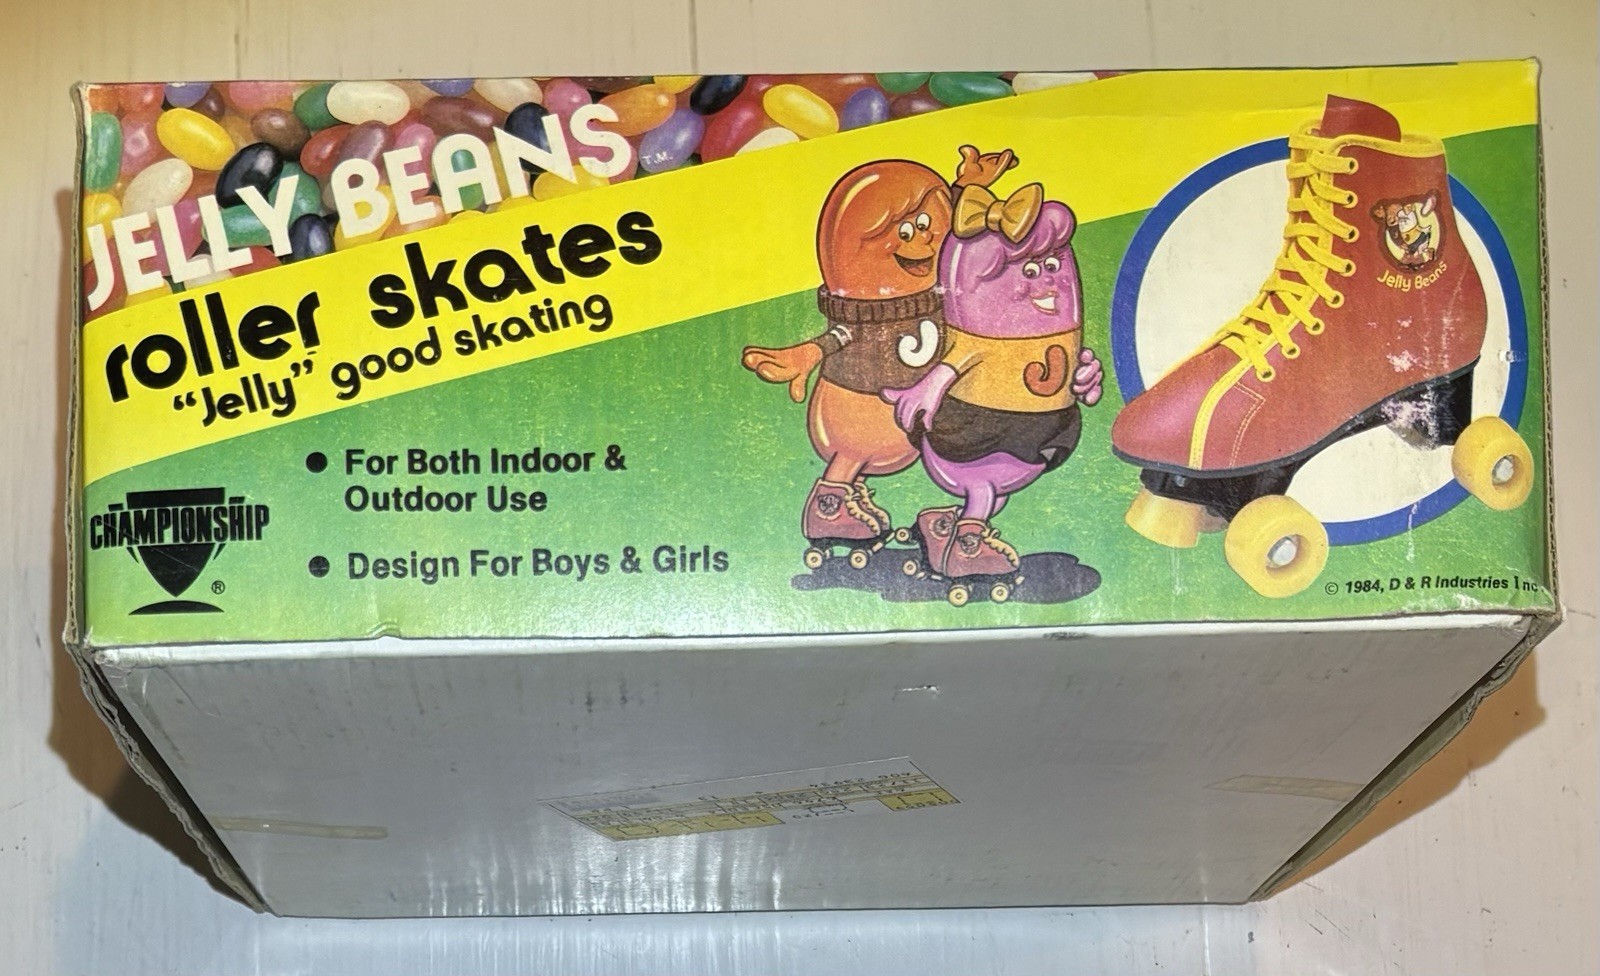 JELLY BEANS T.M.
roller skates
"Jelly" good skating
For Both Indoor &
Outdoor Use
Design For Boys & Girls
CHAMPIONSHIP
®
J
J
Jelly Beans
© 1984, D & R Industries Inc.